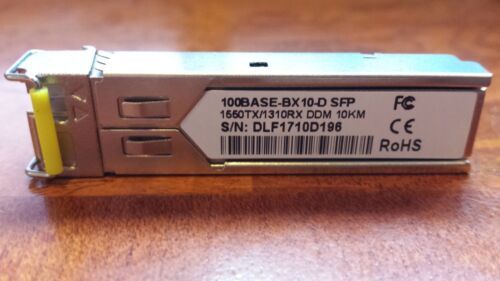 100BASE-BX10-D SFP
1550TX/1310RX DDM 10KM
S/N: DLF1710D196
FC
CE
RoHS